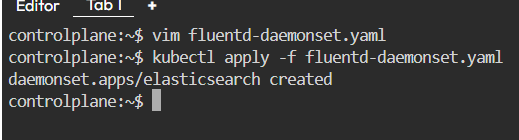 Editor Tab 1 +
controlplane:~$ vim fluentd-daemonset.yaml
controlplane:~$ kubectl apply -f fluentd-daemonset.yaml
daemonset.apps/elasticsearch created
controlplane:~$